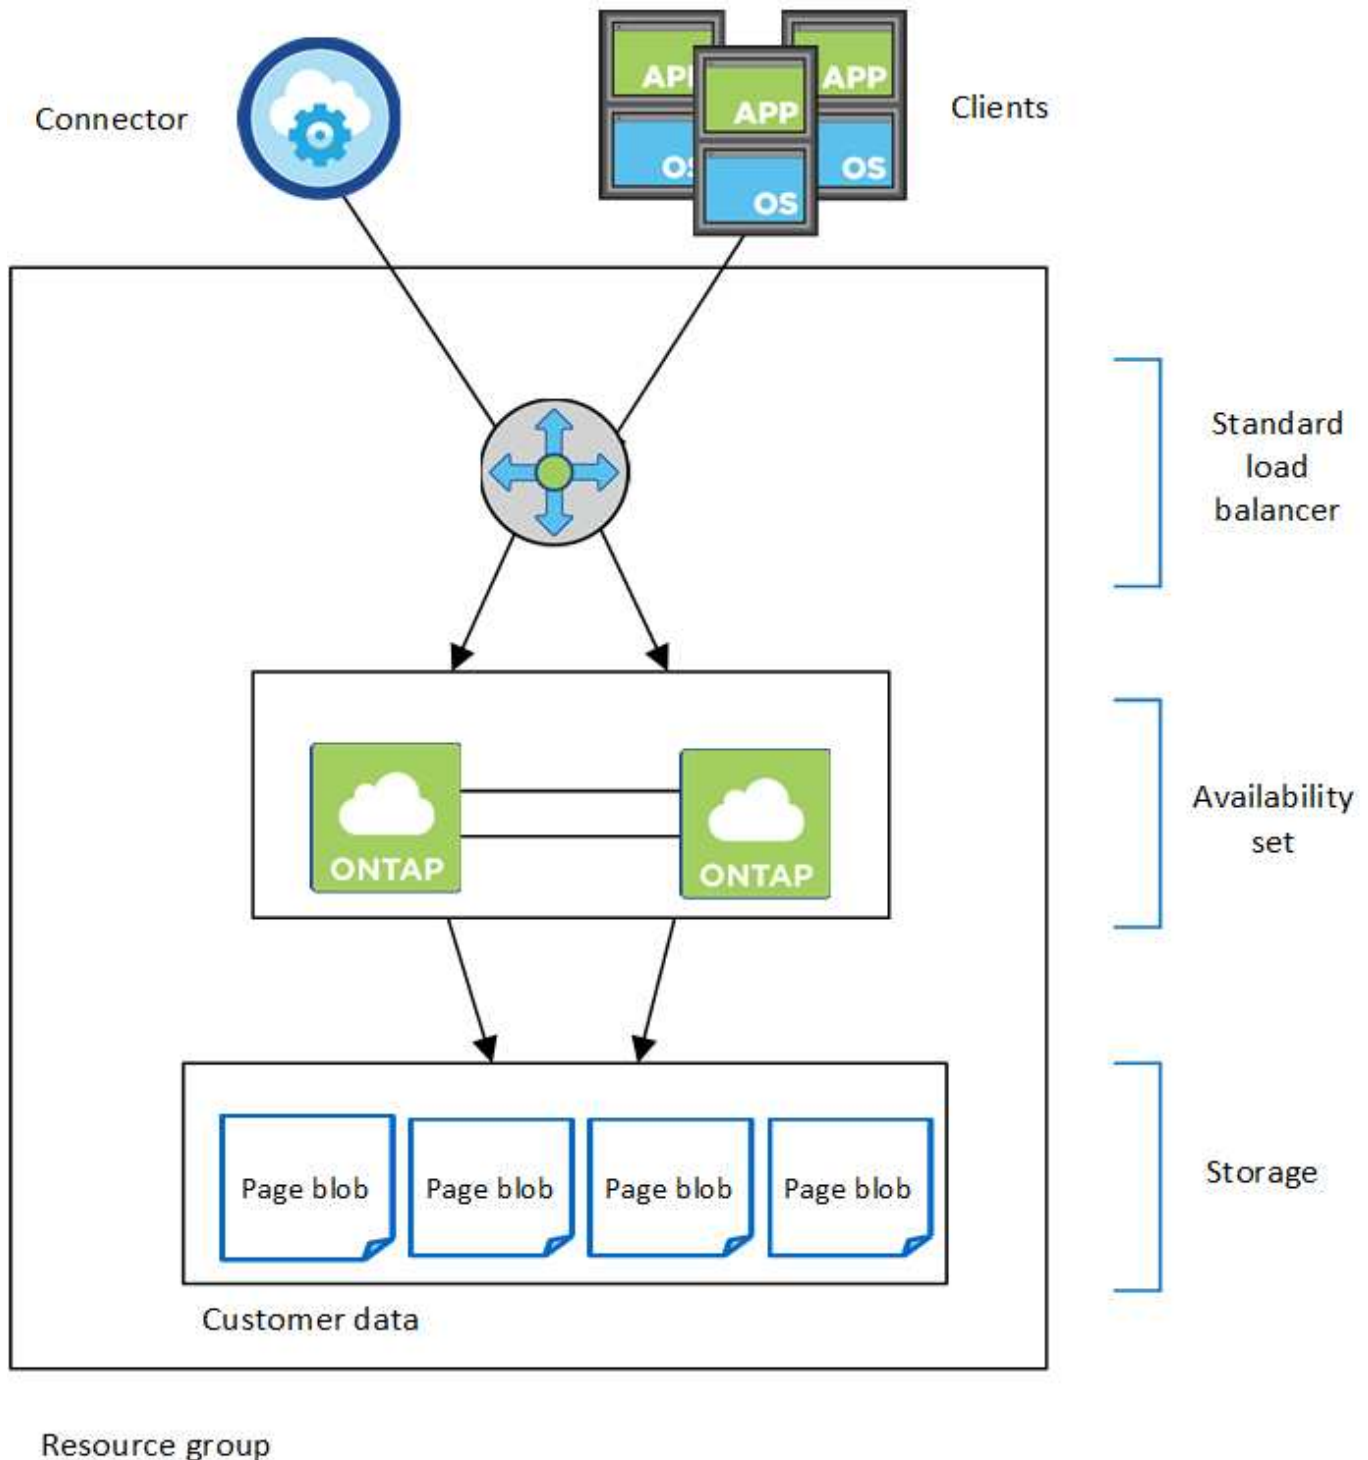 Connector
APP
APP
APP
OS
OS
OS
Clients
Standard
load
balancer
ONTAP
ONTAP
Availability
set
Page blob
Page blob
Page blob
Page blob
Storage
Customer data
Resource group